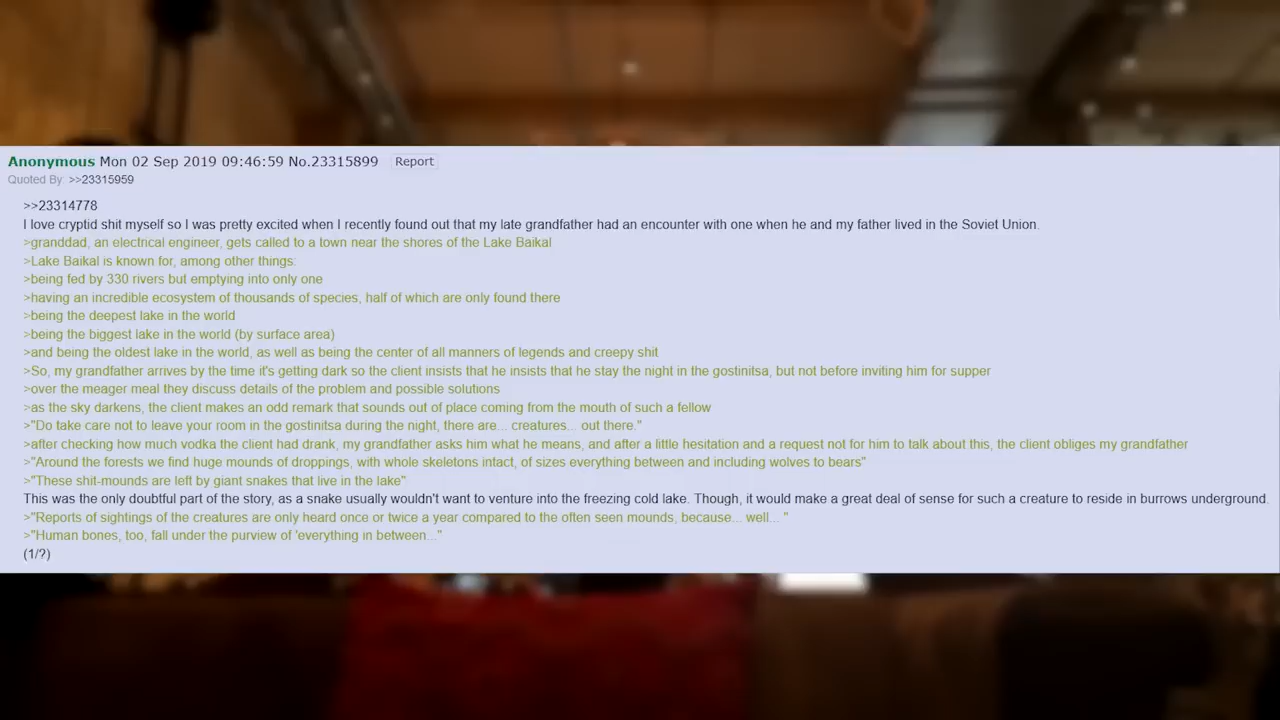 Anonymous Mon 02 Sep 2019 09:46:59 No.23315899 Report
Quoted By: >>23315959
>>23314778
I love cryptid shit myself so I was pretty excited when I recently found out that my late grandfather had an encounter with one when he and my father lived in the Soviet Union.
>granddad, an electrical engineer, gets called to a town near the shores of the Lake Baikal
>Lake Baikal is known for, among other things:
>being fed by 330 rivers but emptying into only one
>having an incredible ecosystem of thousands of species, half of which are only found there
>being the deepest lake in the world
>being the biggest lake in the world (by surface area)
>and being the oldest lake in the world, as well as being the center of all manners of legends and creepy shit
>So, my grandfather arrives by the time it's getting dark so the client insists that he insists that he stay the night in the gostinitsa, but not before inviting him for supper
>over the meager meal they discuss details of the problem and possible solutions
>as the sky darkens, the client makes an odd remark that sounds out of place coming from the mouth of such a fellow
>"Do take care not to leave your room in the gostinitsa during the night, there are... creatures... out there."
>after checking how much vodka the client had drank, my grandfather asks him what he means, and after a little hesitation and a request not for him to talk about this, the client obliges my grandfather
>"Around the forests we find huge mounds of droppings, with whole skeletons intact, of sizes everything between and including wolves to bears"
>"These shit-mounds are left by giant snakes that live in the lake"
This was the only doubtful part of the story, as a snake usually wouldn't want to venture into the freezing cold lake. Though, it would make a great deal of sense for such a creature to reside in burrows underground.
>"Reports of sightings of the creatures are only heard once or twice a year compared to the often seen mounds, because... well... "
>"Human bones, too, fall under the purview of 'everything in between..."
(1/?)